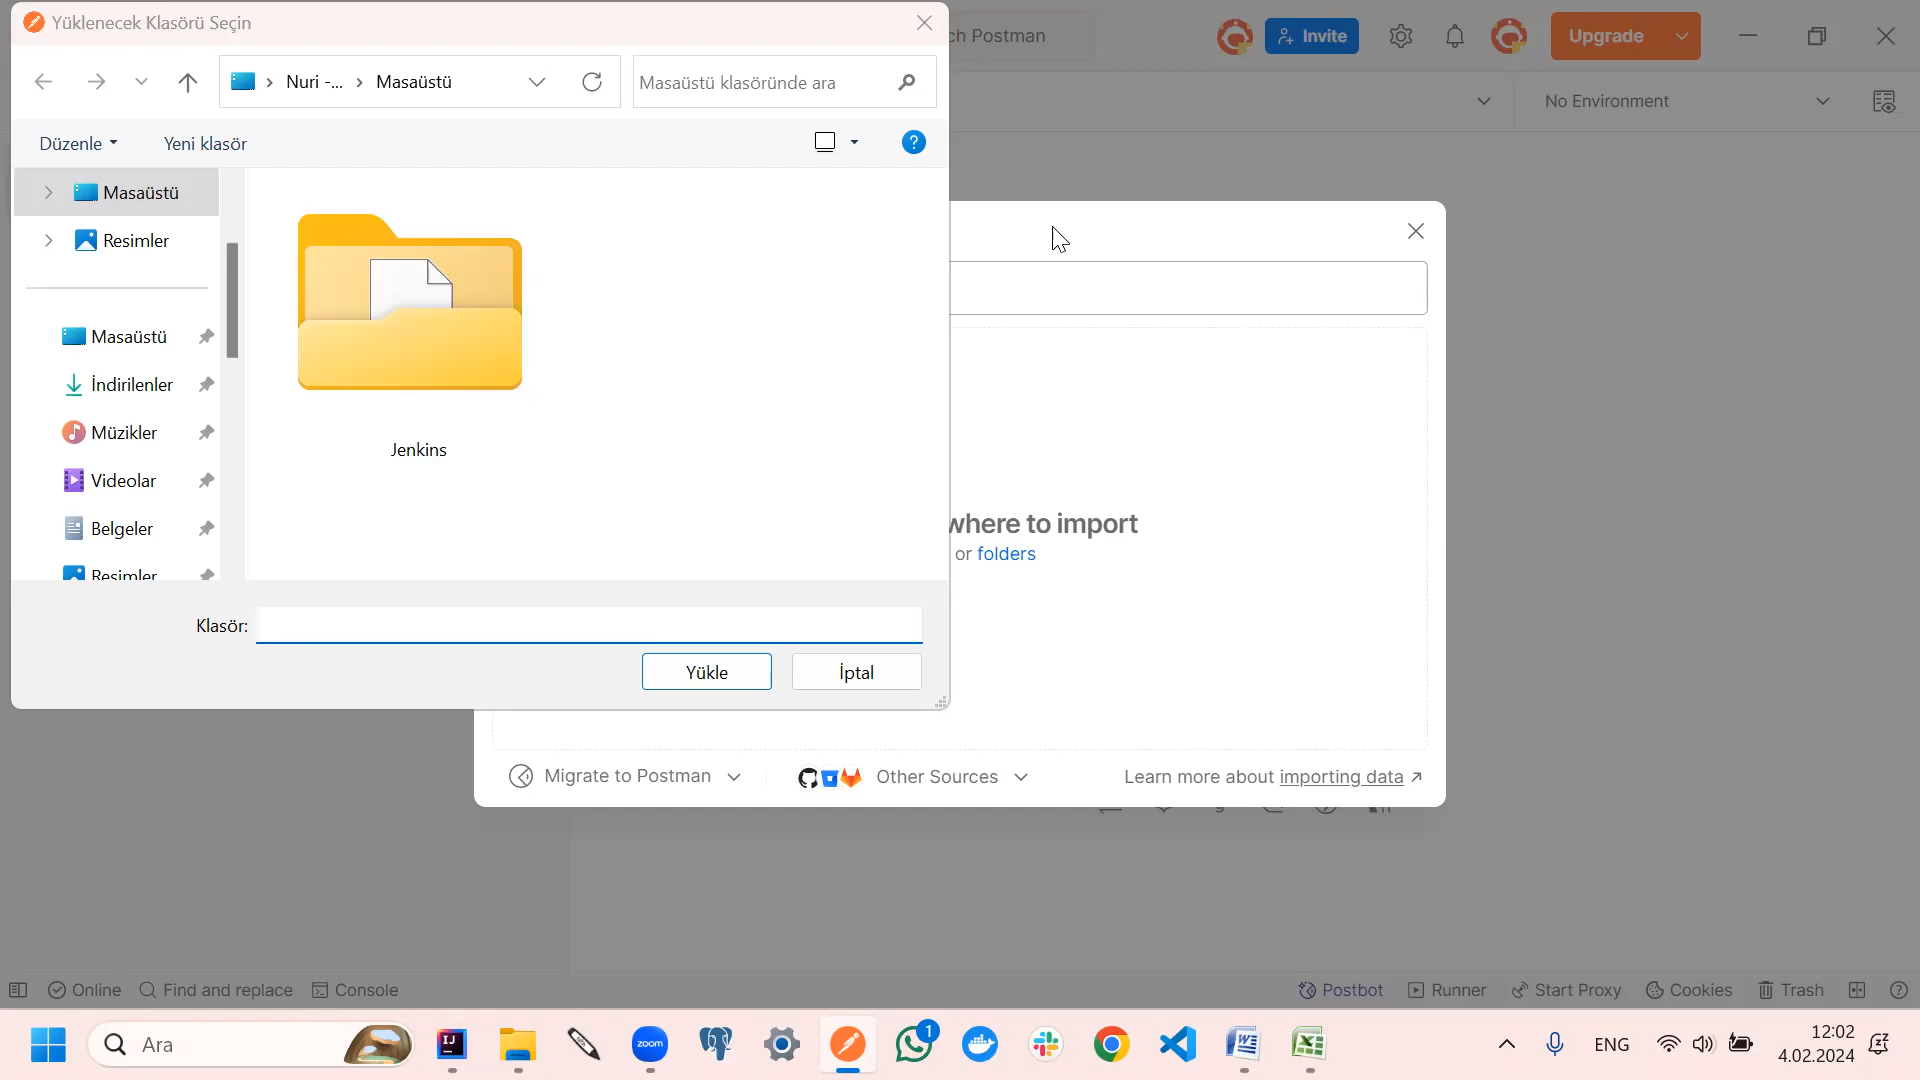 Yüklenecek Klasörü Seçin
ch Postman
Invite
Upgrade
Nuri -... Masaüstü
Masaüstü klasöründe ara
No Environment
Düzenle
Yeni klasör
Masaüstü
Resimler
Masaüstü
İndirilenler
Müzikler
Videolar
Belgeler
Resimler
Jenkins
where to import
or folders
Klasör:
Yükle
İptal
Migrate to Postman
Other Sources
Learn more about importing data
Online
Find and replace
Console
Postbot
Runner
Start Proxy
Cookies
Trash
Ara
IJ
zoom
1
ENG
12:02
4.02.2024